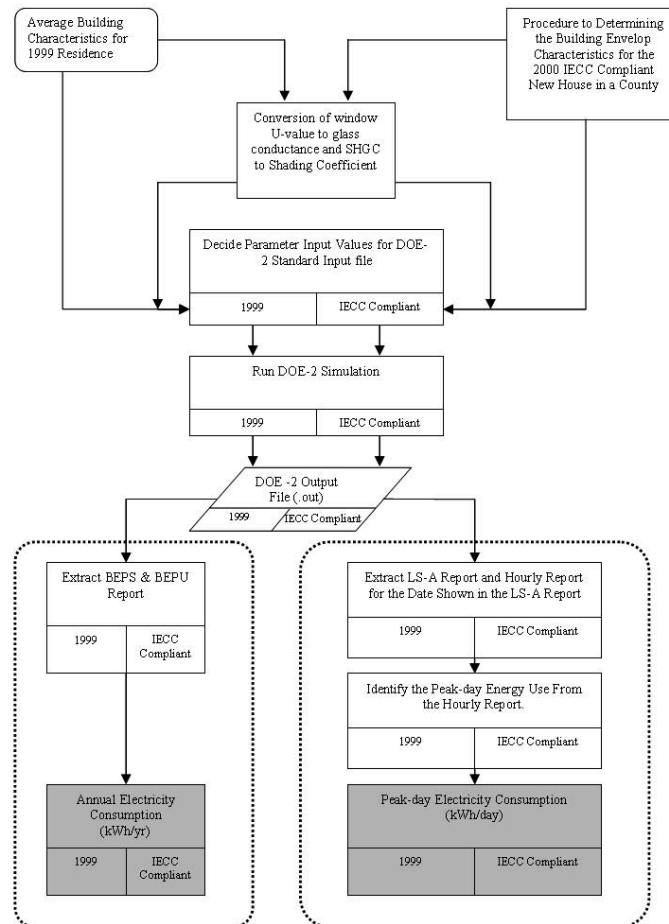 Average Building
Characteristics for
1999 Residence
Procedure to Determining
the Building Envelop
Characteristics for the
2000 IECC Compliant
New House in a County
Conversion of window
U-value to glass
conductance and SHGC
to Shading Coefficient
Decide Parameter Input Values for DOE-
2 Standard Input file
1999
IECC Compliant
Run DOE-2 Simulation
1999
IECC Compliant
DOE -2 Output
File (.out)
1999
IECC Compliant
Extract BEPS & BEPU
Report
1999
IECC
Compliant
Annual Electricity
Consumption
(kWh/yr)
1999
IECC
Compliant
Extract LS-A Report and Hourly Report
for the Date Shown in the LS-A Report
1999
IECC Compliant
Identify the Peak-day Energy Use From
the Hourly Report.
1999
IECC Compliant
Peak-day Electricity Consumption
(kWh/day)
1999
IECC Compliant